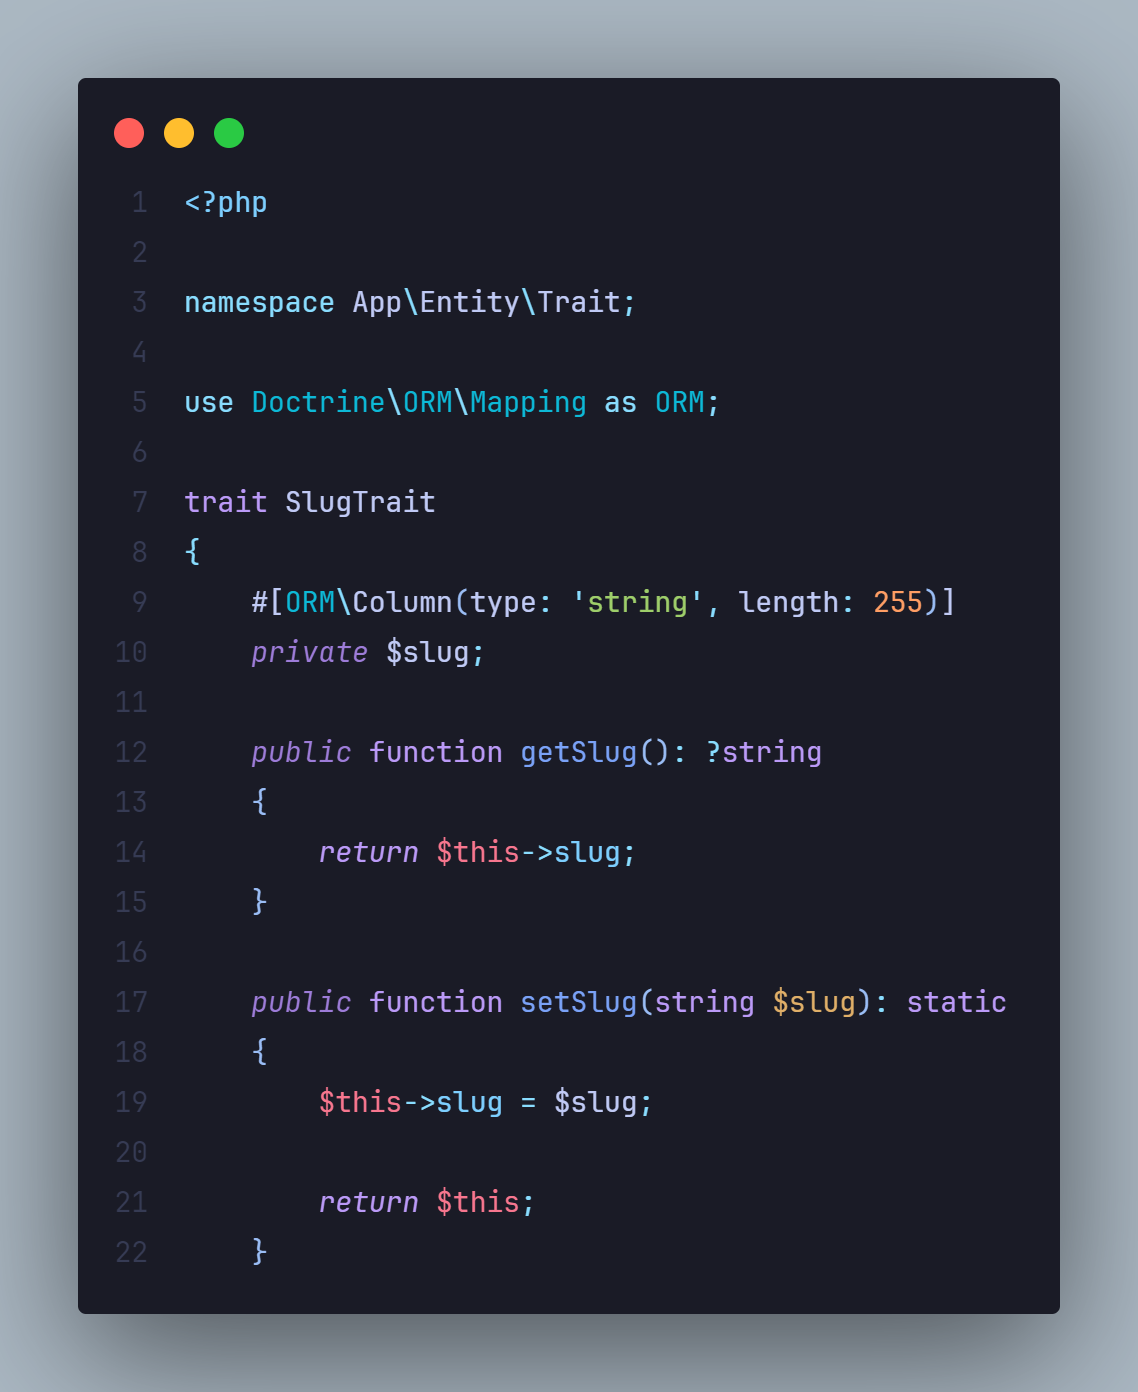 1 <?php
2
3 namespace App\Entity\Trait;
4
5 use Doctrine\ORM\Mapping as ORM;
6
7 trait SlugTrait
8 {
9     #[ORM\Column(type: 'string', length: 255)]
10     private $slug;
11
12     public function getSlug(): ?string
13     {
14         return $this->slug;
15     }
16
17     public function setSlug(string $slug): static
18     {
19         $this->slug = $slug;
20
21         return $this;
22     }